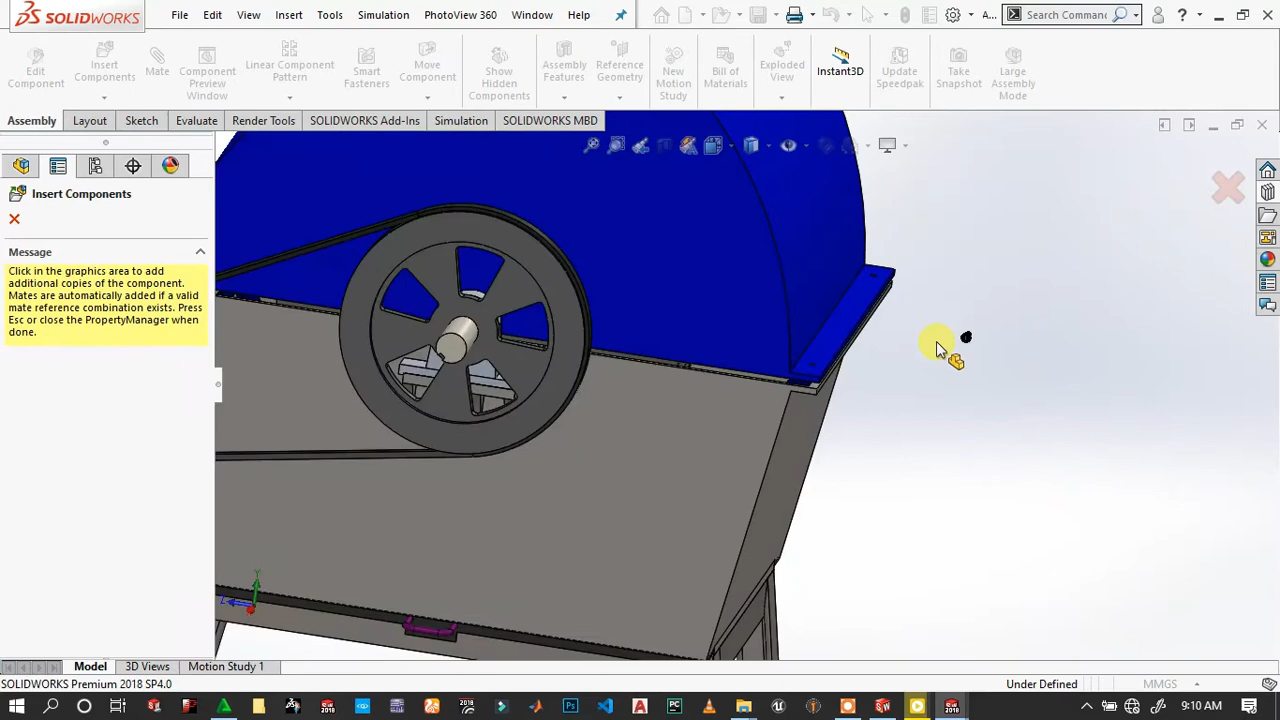 SOLIDWORKS
File Edit View Insert Tools Simulation PhotoView 360 Window Help
A...
Search Comman
Edit Component
Insert Components
Mate
Component Preview Window
Linear Component Pattern
Smart Fasteners
Move Component
Show Hidden Components
Assembly Features
Reference Geometry
New Motion Study
Bill of Materials
Exploded View
Instant3D
Update Speedpak
Take Snapshot
Large Assembly Mode
Assembly Layout Sketch Evaluate Render Tools SOLIDWORKS Add-Ins Simulation SOLIDWORKS MBD
Insert Components
Message
Click in the graphics area to add
additional copies of the component.
Mates are automatically added if a valid
mate reference combination exists. Press
Esc or close the PropertyManager when
done.
Y
Z
Model 3D Views Motion Study 1
SOLIDWORKS Premium 2018 SP4.0
Under Defined
MMGS
9:10 AM